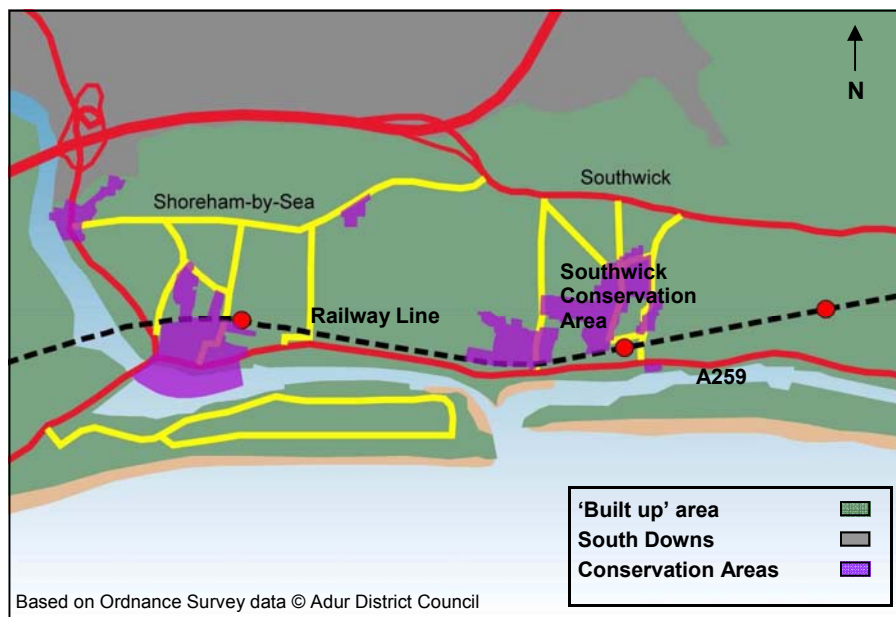 N
Shoreham-by-Sea
Southwick
Southwick
Conservation
Area
Railway Line
A259
‘Built up’ area
South Downs
Conservation Areas
Based on Ordnance Survey data © Adur District Council